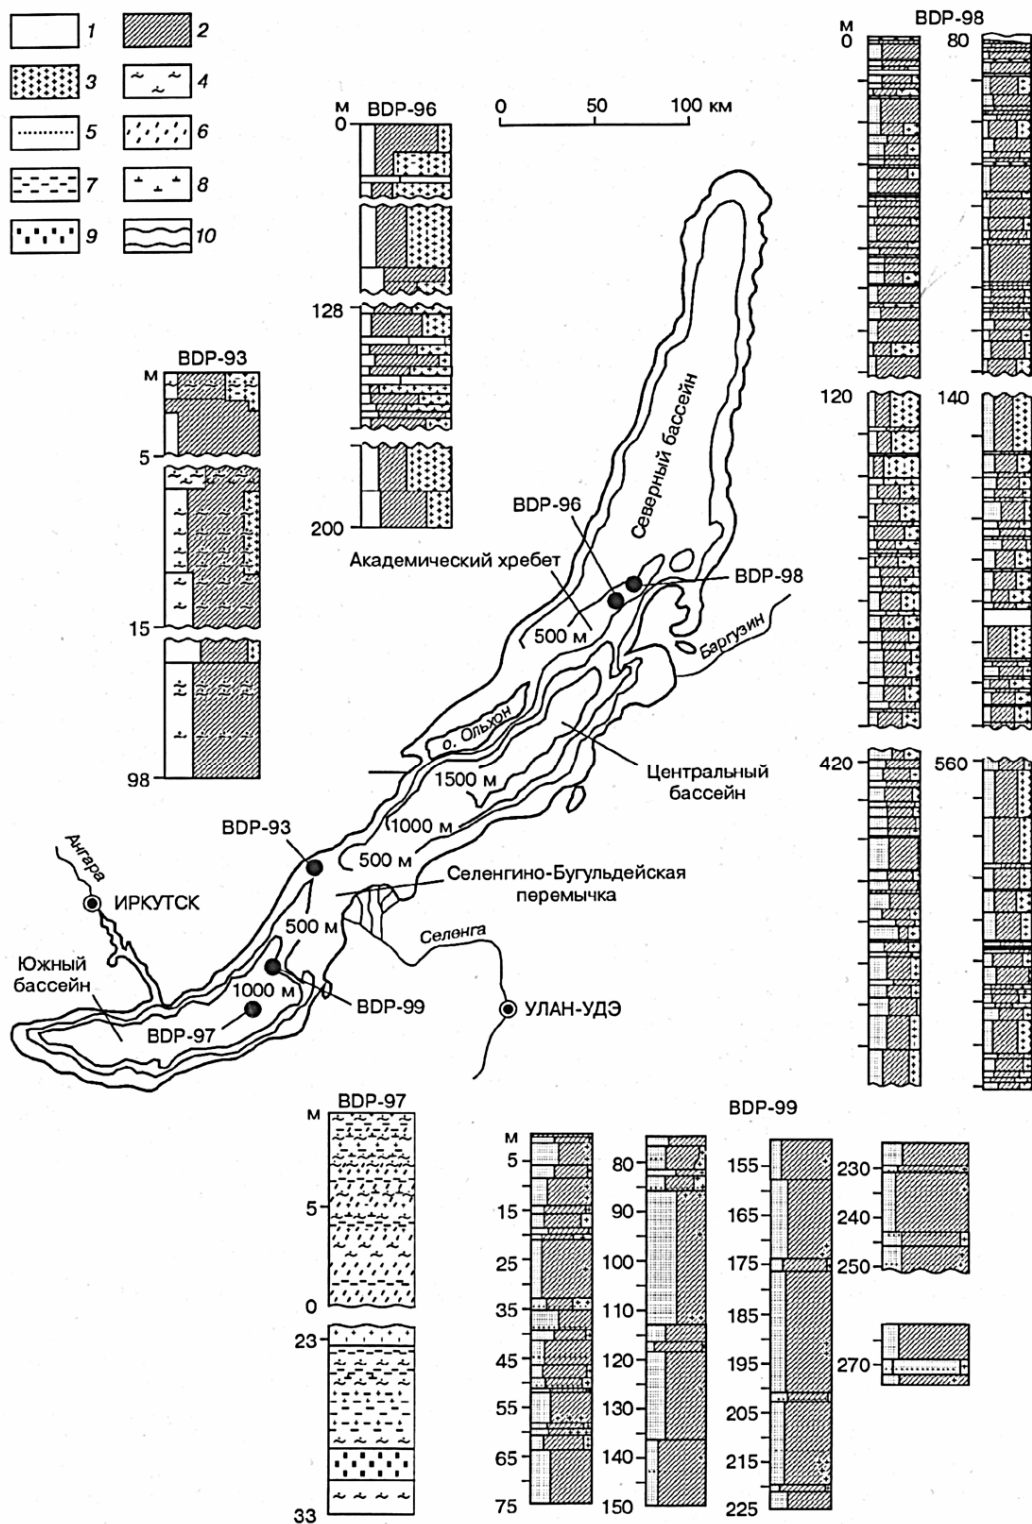 1
2
3
4
5
6
7
8
9
10
BDP-96
м
0
128
200
0 50 100 км
BDP-98
м
0
80
120
140
420
560
BDP-93
м
5
15
98
Северный бассейн
BDP-96
Академический хребет
BDP-98
500 м
Баргузин
о. Ольхон
1500 м
Центральный
бассейн
1000 м
BDP-93
500 м
Селенгино-Бугульдейская
перемычка
Ангара
ИРКУТСК
500 м
Селенга
Южный
бассейн
1000 м
BDP-99
BDP-97
УЛАН-УДЭ
BDP-97
м
5
0
23
33
BDP-99
м
5
15
25
35
45
55
65
75
80
90
100
110
120
130
140
150
155
165
175
185
195
205
215
225
230
240
250
270